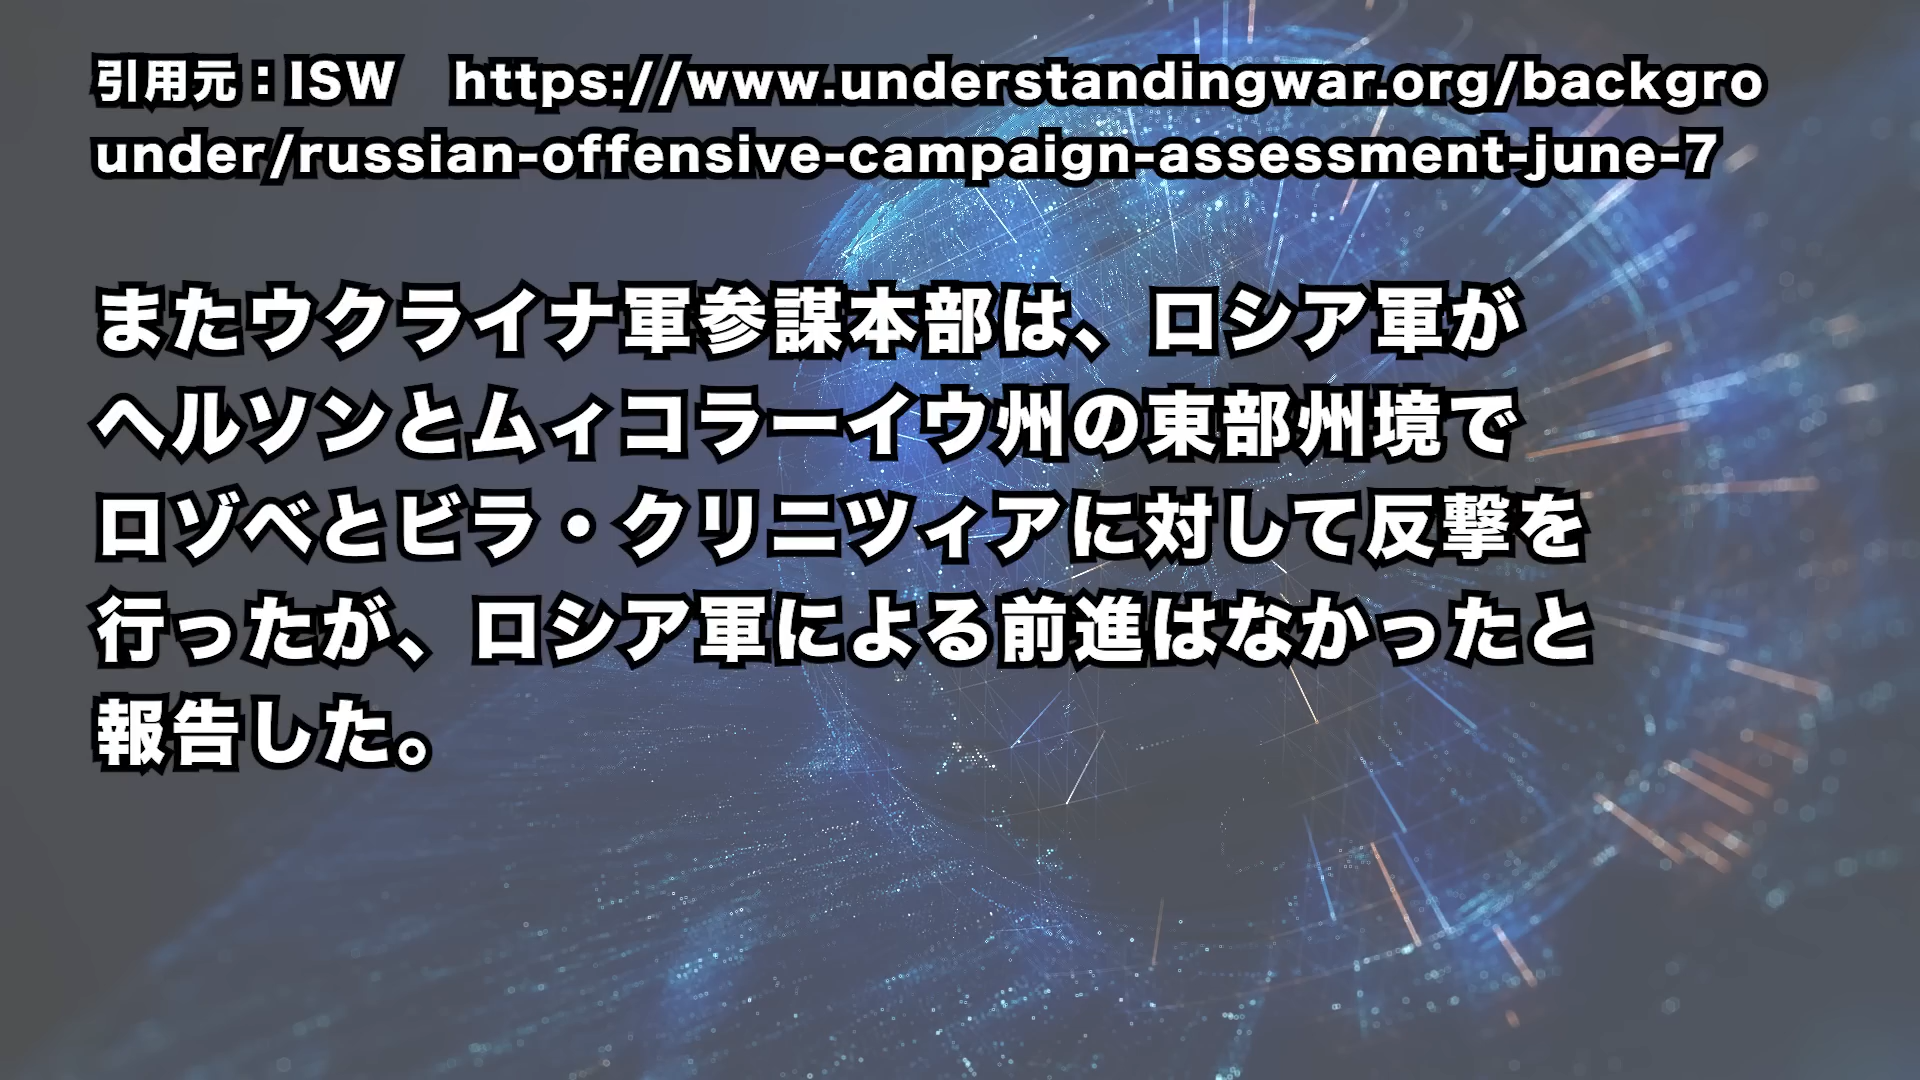 引用元：ISW　https://www.understandingwar.org/backgro
under/russian-offensive-campaign-assessment-june-7
またウクライナ軍参謀本部は、ロシア軍が
ヘルソンとムィコラーイウ州の東部州境で
ロゾベとビラ・クリニツィアに対して反撃を
行ったが、ロシア軍による前進はなかったと
報告した。